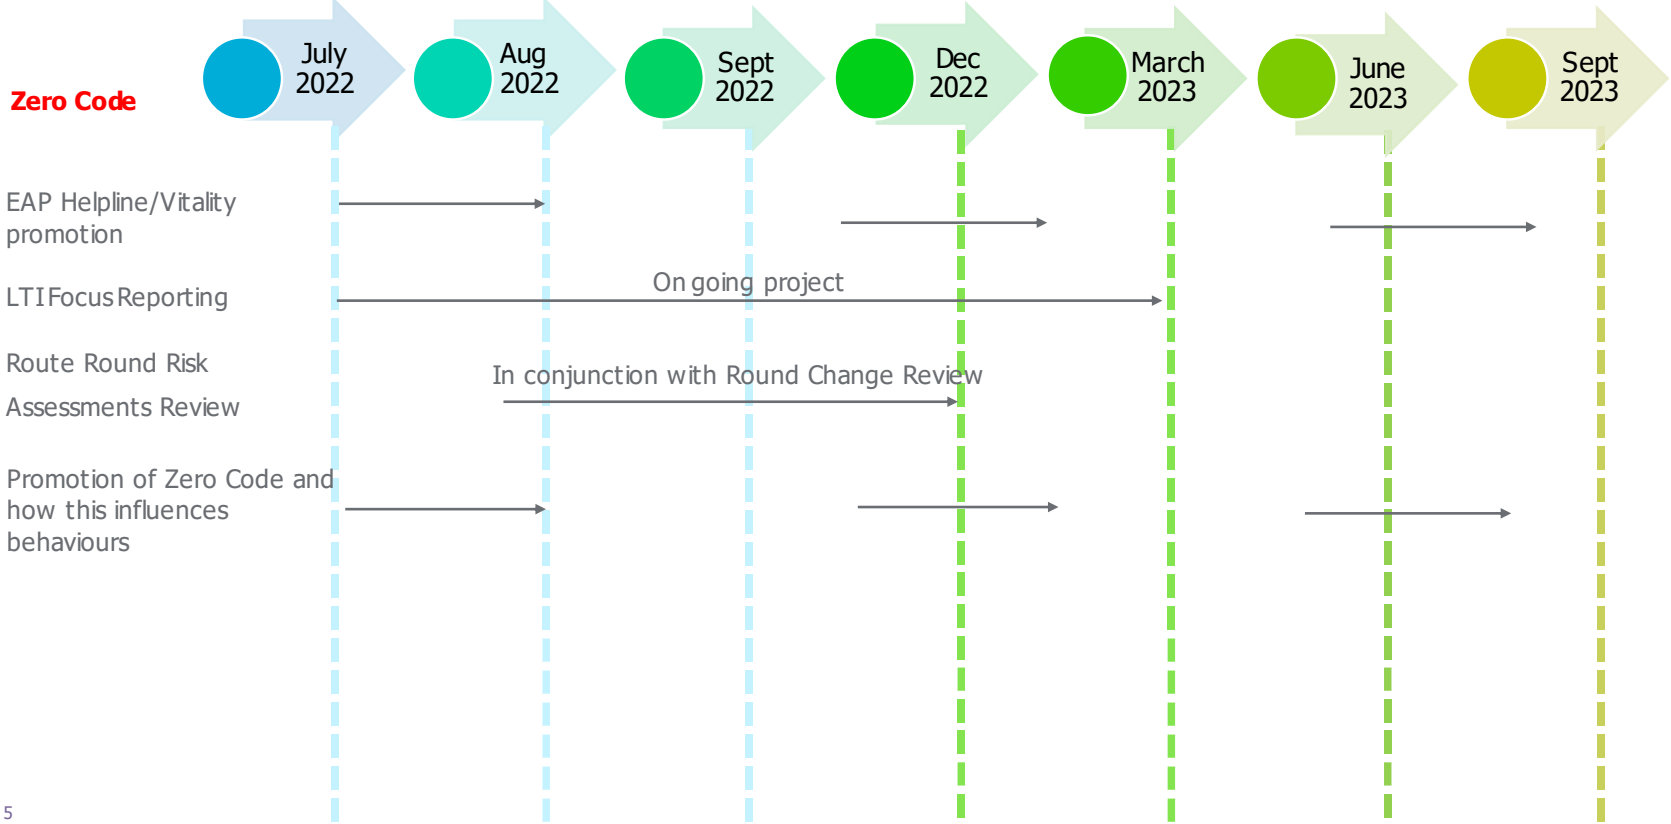 July
2022
Aug
2022
Sept
2022
Dec
2022
March
2023
June
2023
Sept
2023
Zero Code
EAP Helpline/Vitality
promotion
On going project
LTI Focus Reporting
Route Round Risk
Assessments Review
In conjunction with Round Change Review
Promotion of Zero Code and
how this influences
behaviours
5